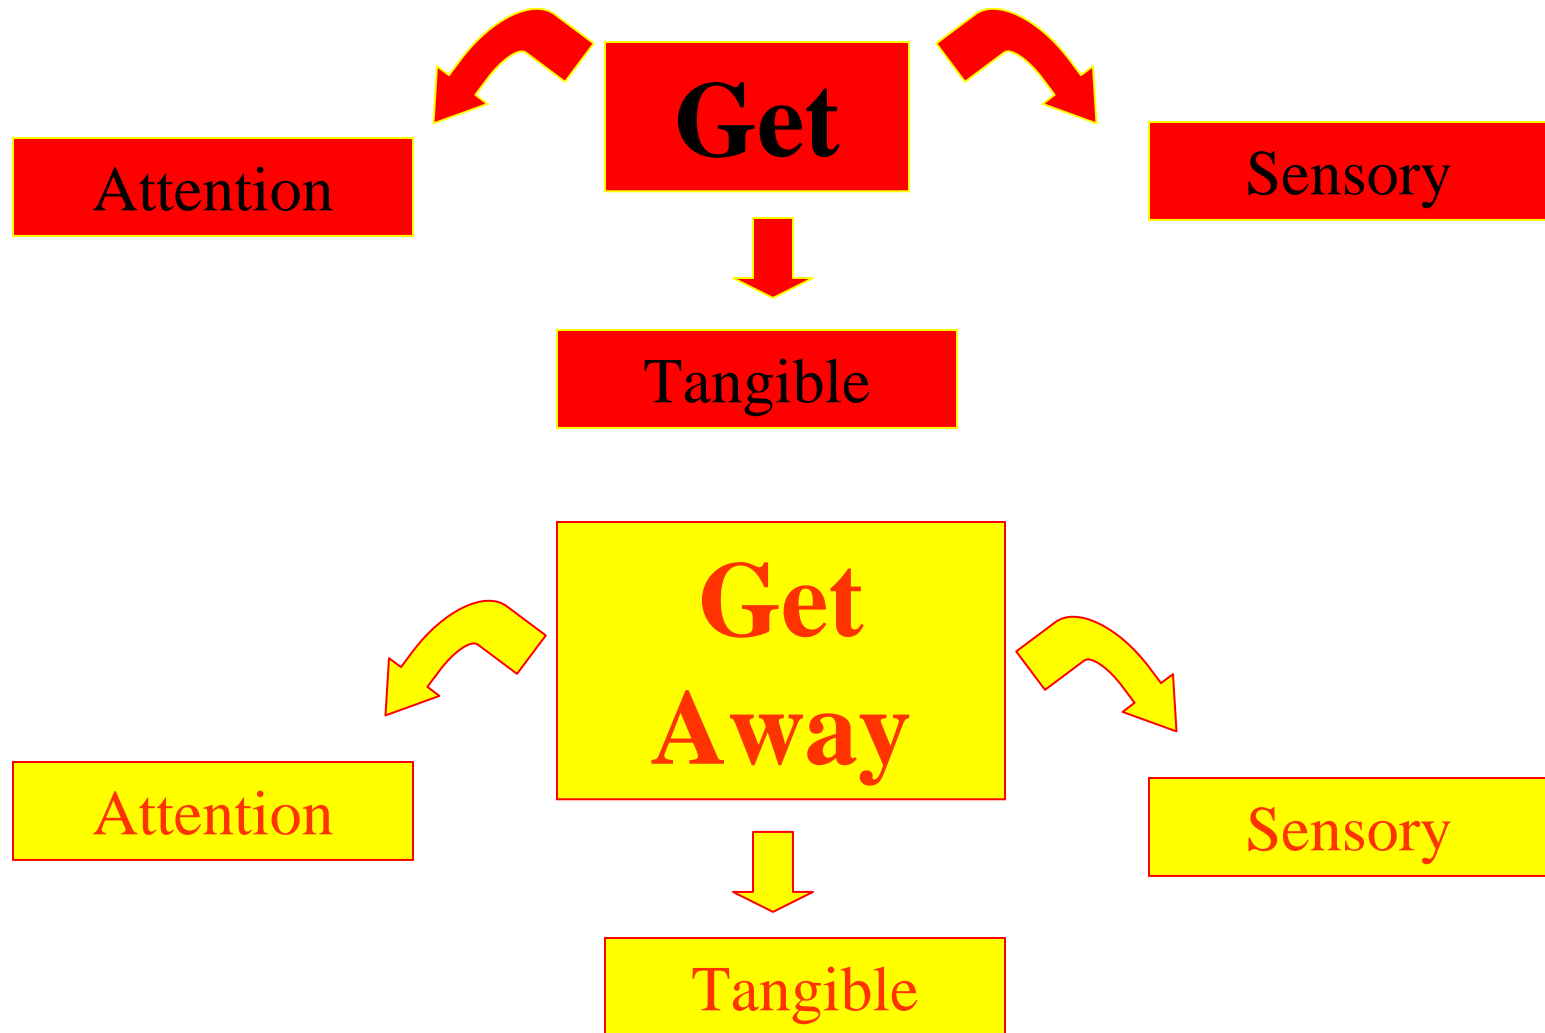 Get
Attention
Sensory
Tangible
Get
Away
Attention
Sensory
Tangible